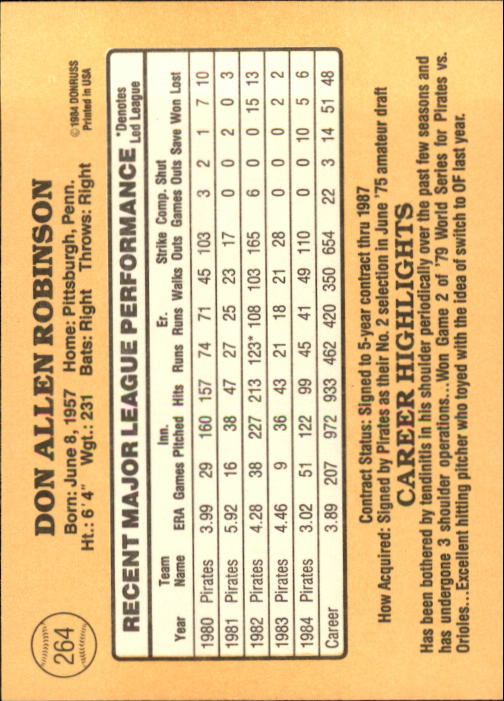 264
DON ALLEN ROBINSON
©1984 DONRUSS
Printed in USA
Born: June 8, 1957 Home: Pittsburgh, Penn.
Ht.: 6'4" Wgt.: 231 Bats: Right Throws: Right
RECENT MAJOR LEAGUE PERFORMANCE *Denotes Led League
Year Team Name ERA Games Inn. Pitched Hits Runs Er. Runs Walks Strike Outs Comp. Games Shut Outs Save Won Lost
1980 Pirates 3.99 29 160 157 74 71 45 103 3 2 1 7 10
1981 Pirates 5.92 16 38 47 27 25 23 17 0 0 2 0 3
1982 Pirates 4.28 38 227 213 123* 108 103 165 6 0 0 15 13
1983 Pirates 4.46 9 36 43 21 18 21 28 0 0 0 2 2
1984 Pirates 3.02 51 122 99 45 41 49 110 0 0 10 5 6
Career 3.89 207 972 933 462 420 350 654 22 3 14 51 48
Contract Status: Signed to 5-year contract thru 1987
How Acquired: Signed by Pirates as their No. 2 selection in June '75 amateur draft
CAREER HIGHLIGHTS
Has been bothered by tendinitis in his shoulder periodically over the past few seasons and
has undergone 3 shoulder operations...Won Game 2 of '79 World Series for Pirates vs.
Orioles...Excellent hitting pitcher who toyed with the idea of switch to OF last year.